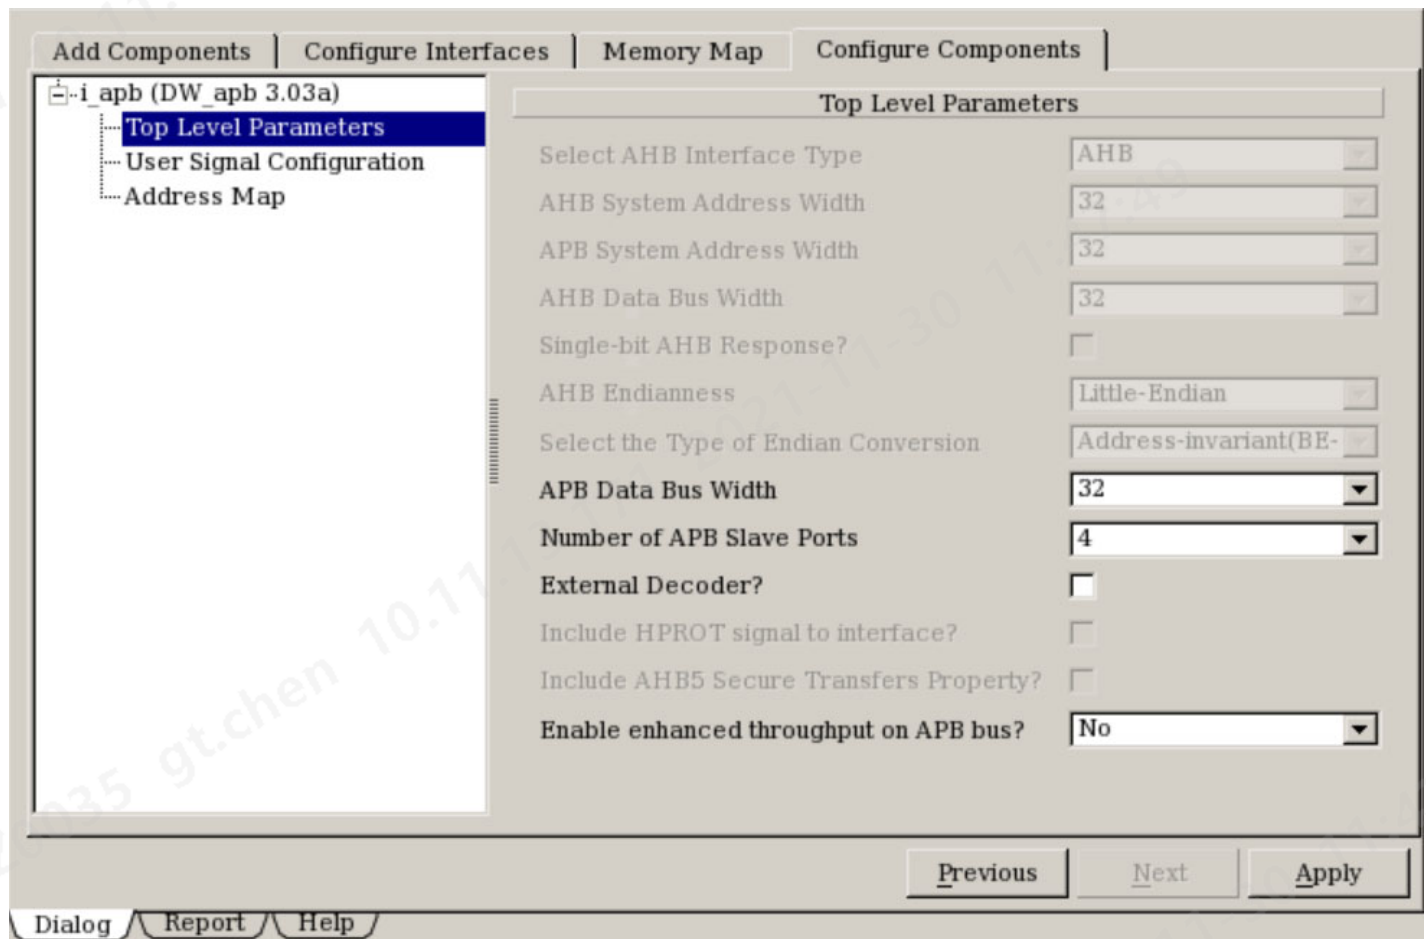 Add Components
Configure Interfaces
Memory Map
Configure Components
i_apb (DW_apb 3.03a)
Top Level Parameters
User Signal Configuration
Address Map
Top Level Parameters
Select AHB Interface Type AHB
AHB System Address Width 32
APB System Address Width 32
AHB Data Bus Width 32
Single-bit AHB Response?
AHB Endianness Little-Endian
Select the Type of Endian Conversion Address-invariant(BE-
APB Data Bus Width 32
Number of APB Slave Ports 4
External Decoder?
Include HPROT signal to interface?
Include AHB5 Secure Transfers Property?
Enable enhanced throughput on APB bus? No
Previous
Next
Apply
Dialog
Report
Help